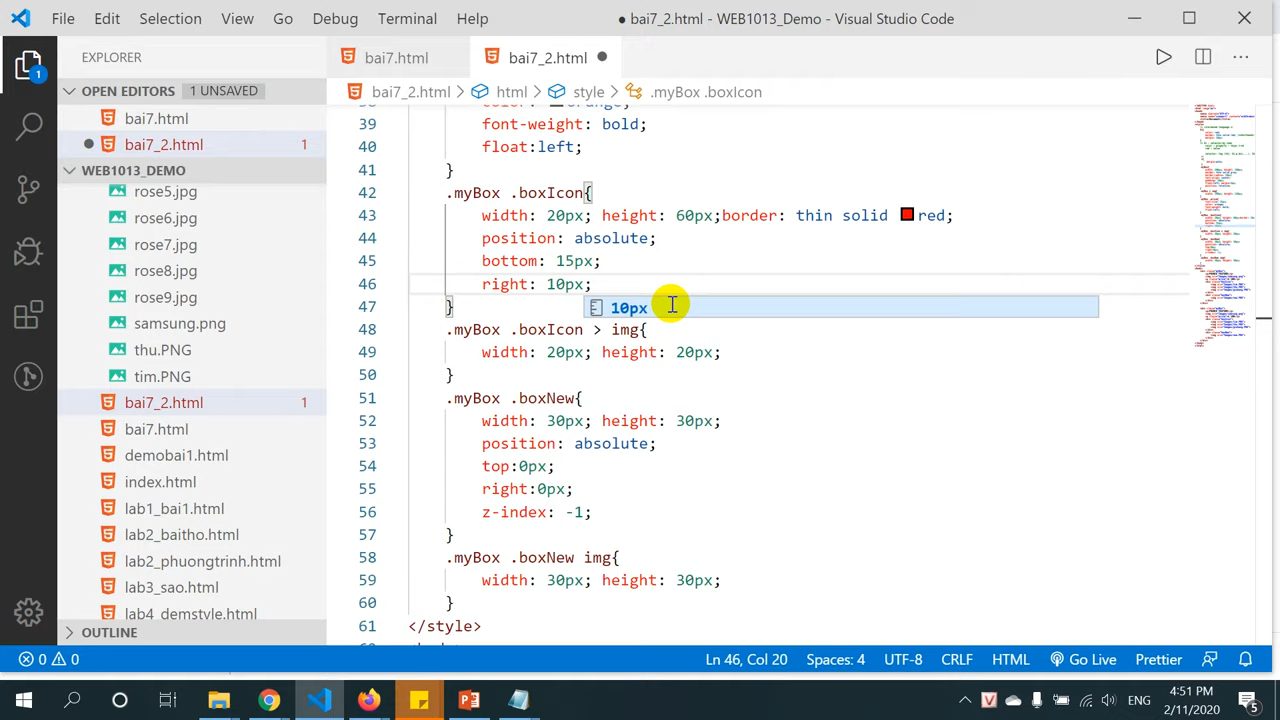 File Edit Selection View Go Debug Terminal Help
● bai7_2.html - WEB1013_Demo - Visual Studio Code
EXPLORER
OPEN EDITORS 1 UNSAVED
bai7.html
bai7_2.html 1
WEB1013_DEMO
rose5.jpg
rose6.jpg
rose7.jpg
rose8.jpg
rose9.jpg
samsung.png
thu.PNG
tim.PNG
bai7_2.html 1
bai7.html
demobai1.html
index.html
lab1_bai1.html
lab2_baitho.html
lab2_phuongtrinh.html
lab3_sao.html
lab4_demstyle.html
OUTLINE
1
bai7.html
bai7_2.html
bai7_2.html html style .myBox .boxIcon
38 color: orange;
39 font-weight: bold;
40 float:left;
41 }
42 .myBox .boxIcon{
43 width: 20px; height: 60px;border: thin solid red;
44 position: absolute;
45 bottom: 15px;
46 right: 10px;
47 }
10px
48 .myBox .boxIcon > img{
49 width: 20px; height: 20px;
50 }
51 .myBox .boxNew{
52 width: 30px; height: 30px;
53 position: absolute;
54 top:0px;
55 right:0px;
56 z-index: -1;
57 }
58 .myBox .boxNew img{
59 width: 30px; height: 30px;
60 }
61 </style>
0 0
Ln 46, Col 20 Spaces: 4 UTF-8 CRLF HTML Go Live Prettier
ENG
4:51 PM
2/11/2020
5